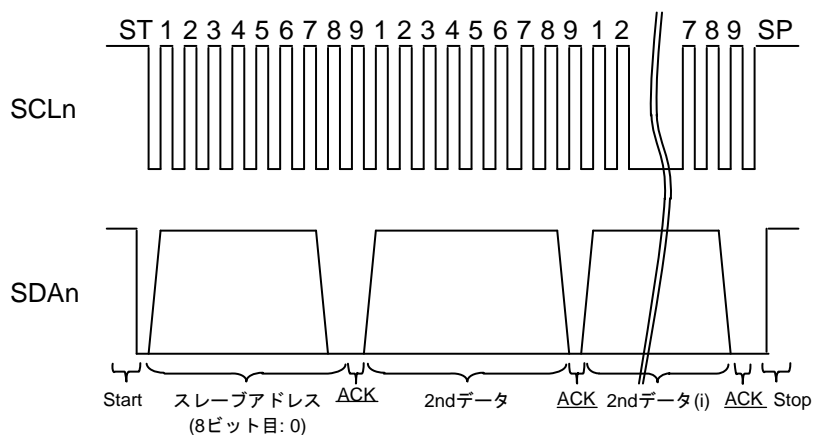 ST 1 2 3 4 5 6 7 8 9 1 2 3 4 5 6 7 8 9 1 2 7 8 9 SP
SCLn
SDAn
Start スレーブアドレス ACK 2ndデータ ACK 2ndデータ(i) ACK Stop
(8ビット目: 0)